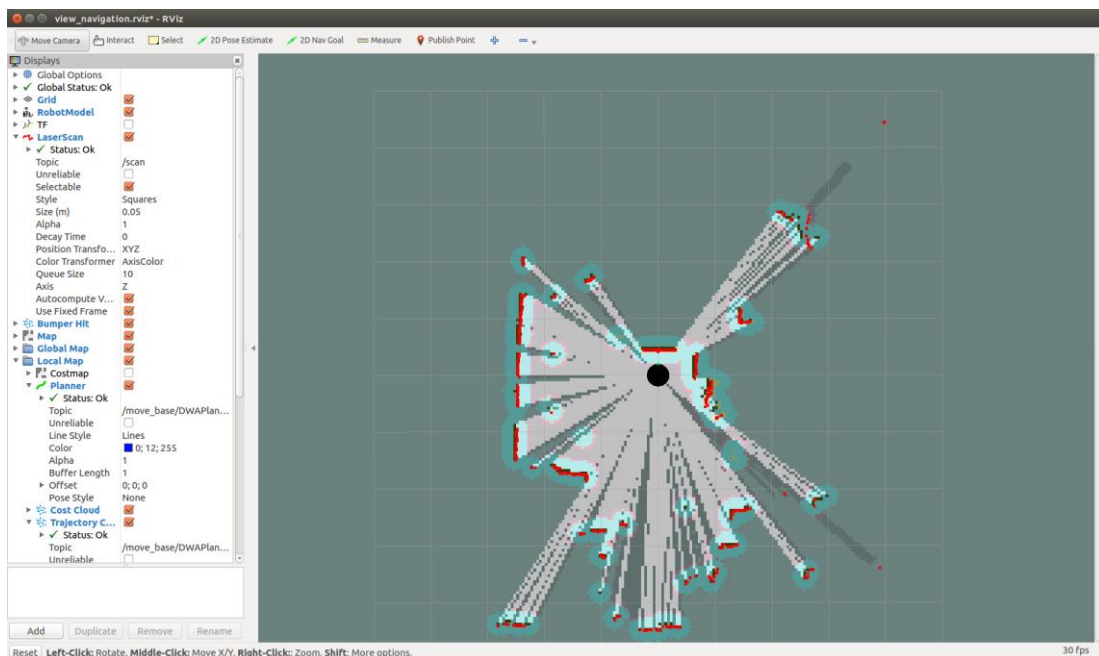 view_navigation.rviz* - RViz
Move Camera Interact Select 2D Pose Estimate 2D Nav Goal Measure Publish Point
Displays
Global Options
Global Status: Ok
Grid
RobotModel
TF
LaserScan
Status: Ok
Topic /scan
Unreliable
Selectable
Style Squares
Size (m) 0.05
Alpha 1
Decay Time 0
Position Transfo... XYZ
Color Transformer AxisColor
Queue Size 10
Axis Z
Autocompute V...
Use Fixed Frame
Bumper Hit
Map
Global Map
Local Map
Costmap
Planner
Status: Ok
Topic /move_base/DWAPlan...
Unreliable
Line Style Lines
Color 0; 12; 255
Alpha 1
Buffer Length 1
Offset 0; 0; 0
Pose Style None
Cost Cloud
Trajectory C...
Status: Ok
Topic /move_base/DWAPlan...
Unreliable
Add Duplicate Remove Rename
Reset Left-Click: Rotate. Middle-Click: Move X/Y. Right-Click:: Zoom. Shift: More options. 30 fps